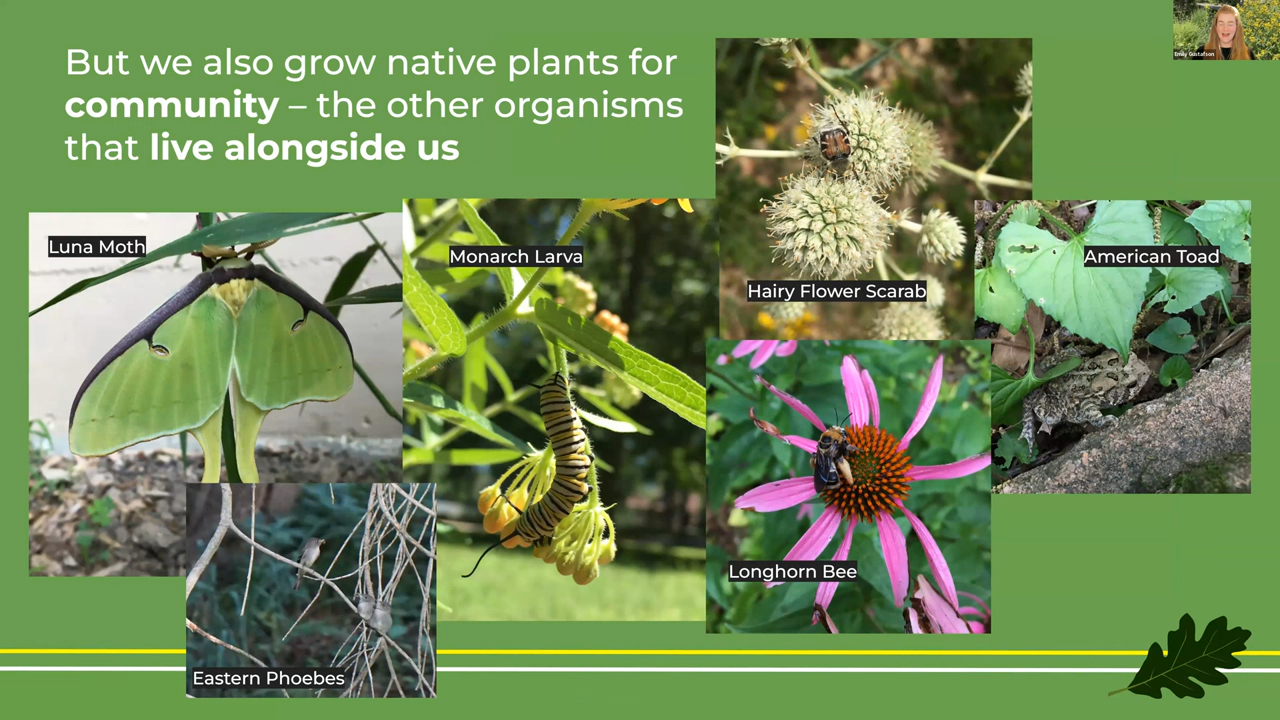 But we also grow native plants for
community – the other organisms
that live alongside us
Emily Gustafson
Luna Moth
Monarch Larva
Hairy Flower Scarab
American Toad
Longhorn Bee
Eastern Phoebes